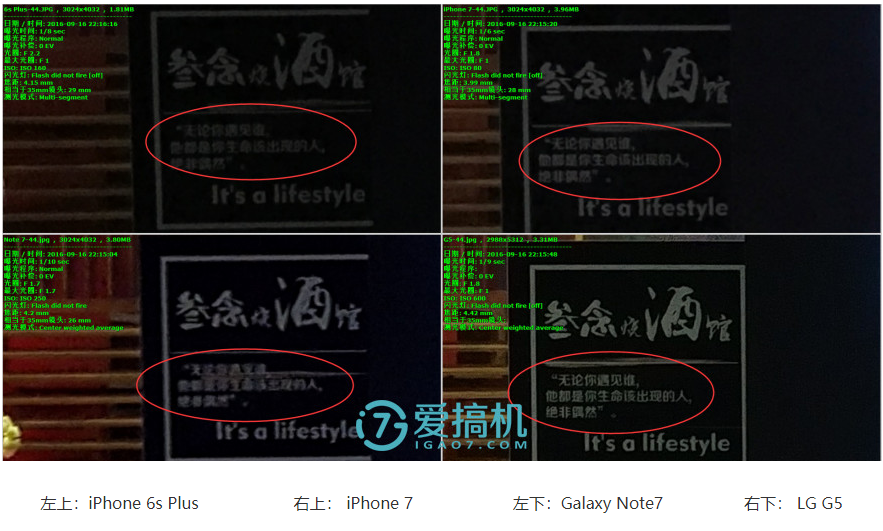 6s Plus-44.JPG , 3024x4032 , 1.81MB
日期 / 时间: 2016-09-16 22:16:16
曝光时间: 1/8 sec
曝光程序: Normal
曝光补偿: 0 EV
光圈: F 2.2
最大光圈: F 1
ISO: ISO 160
闪光灯: Flash did not fire [off]
焦距: 4.15 mm
相当于35mm镜头: 29 mm
测光模式: Multi-segment
叁念烧酒馆
“无论你遇见谁,
他都是你生命该出现的人,
绝非偶然”。
It's a lifestyle
iPhone 7-44.JPG , 3024x4032 , 3.96MB
日期 / 时间: 2016-09-16 22:15:20
曝光时间: 1/6 sec
曝光程序: Normal
曝光补偿: 0 EV
光圈: F 1.8
最大光圈: F 1
ISO: ISO 80
闪光灯: Flash did not fire [off]
焦距: 3.99 mm
相当于35mm镜头: 28 mm
测光模式: Multi-segment
叁念烧酒馆
“无论你遇见谁,
他都是你生命该出现的人,
绝非偶然”。
It's a lifestyle
Note 7-44.jpg , 3024x4032 , 3.80MB
日期 / 时间: 2016-09-16 22:15:04
曝光时间: 1/10 sec
曝光程序: Normal
曝光补偿: 0 EV
光圈: F 1.7
最大光圈: F 1.7
ISO: ISO 250
闪光灯: Flash did not fire
焦距: 4.2 mm
相当于35mm镜头: 26 mm
测光模式: Center weighted average
叁念烧酒馆
“无论你遇见谁,
他都是你生命该出现的人,
绝非偶然”。
It's a lifestyle
G5-44.jpg , 2988x5312 , 3.31MB
日期 / 时间: 2016-09-16 22:15:48
曝光时间: 1/9 sec
曝光程序:
曝光补偿: 0 EV
光圈: F 1.8
最大光圈: F 1
ISO: ISO 600
闪光灯: Flash did not fire [off]
焦距: 4.42 mm
测光模式: Center weighted average
叁念烧酒馆
“无论你遇见谁,
他都是你生命该出现的人,
绝非偶然”。
It's a lifestyle
爱搞机
IGAO7.COM
左上：iPhone 6s Plus 右上： iPhone 7 左下：Galaxy Note7 右下： LG G5